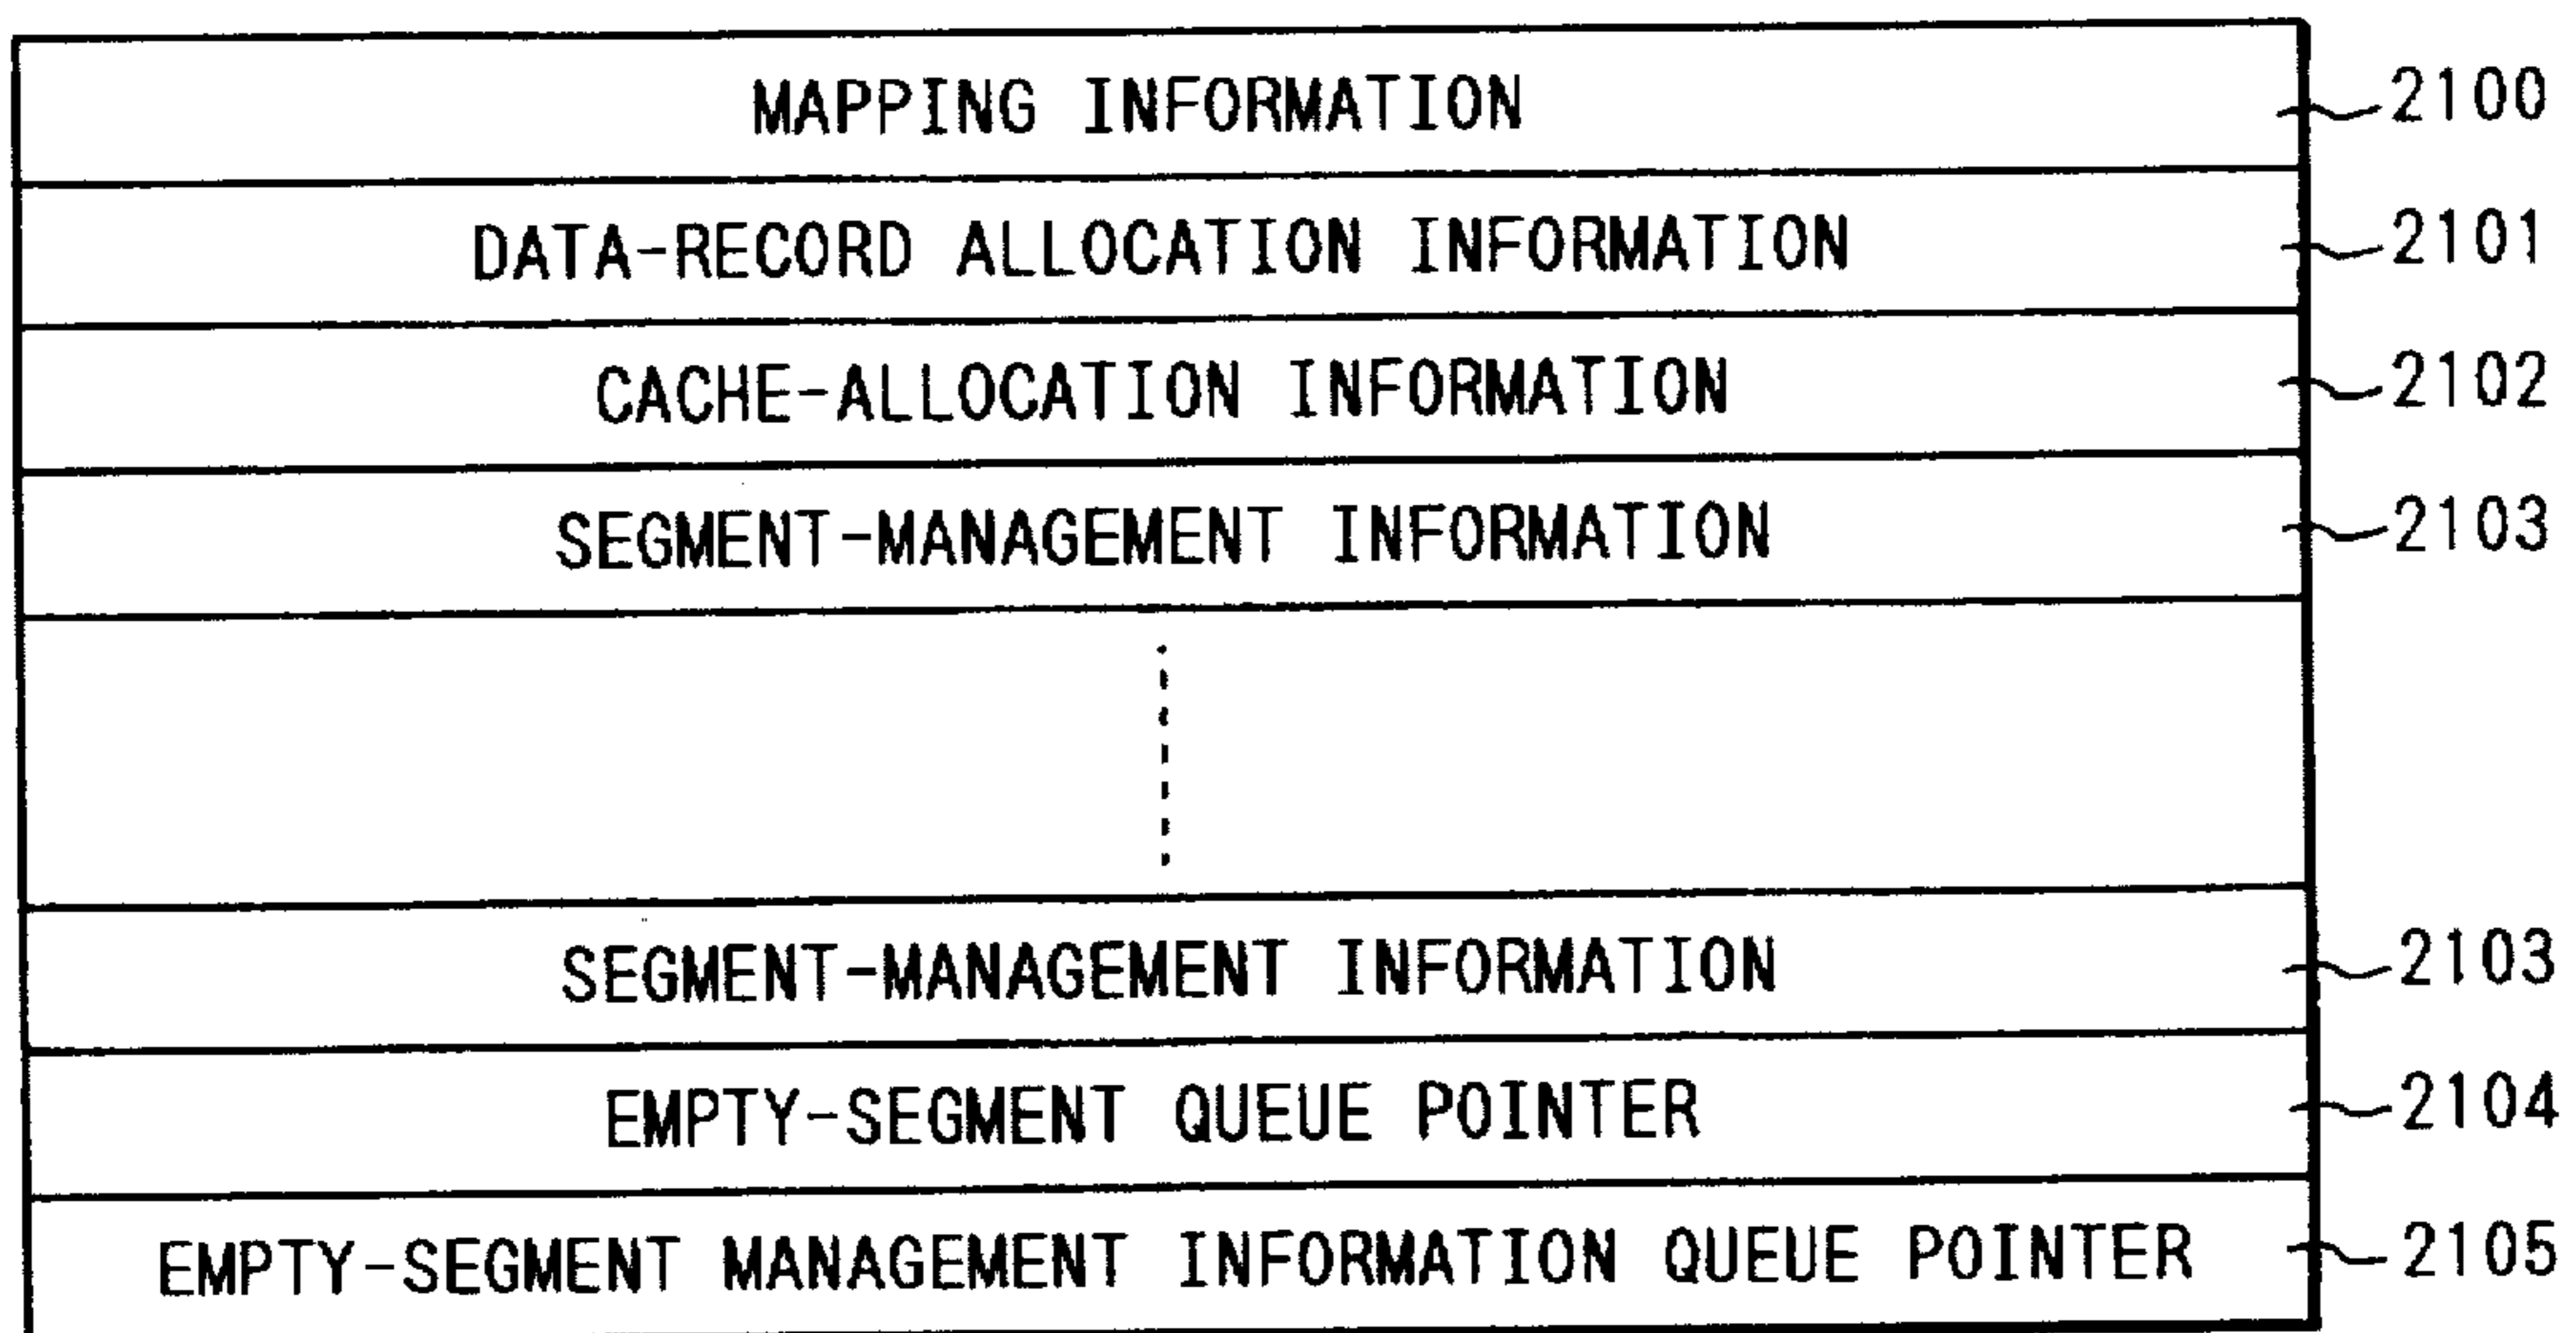 MAPPING INFORMATION 2100
DATA-RECORD ALLOCATION INFORMATION 2101
CACHE-ALLOCATION INFORMATION 2102
SEGMENT-MANAGEMENT INFORMATION 2103
SEGMENT-MANAGEMENT INFORMATION 2103
EMPTY-SEGMENT QUEUE POINTER 2104
EMPTY-SEGMENT MANAGEMENT INFORMATION QUEUE POINTER 2105